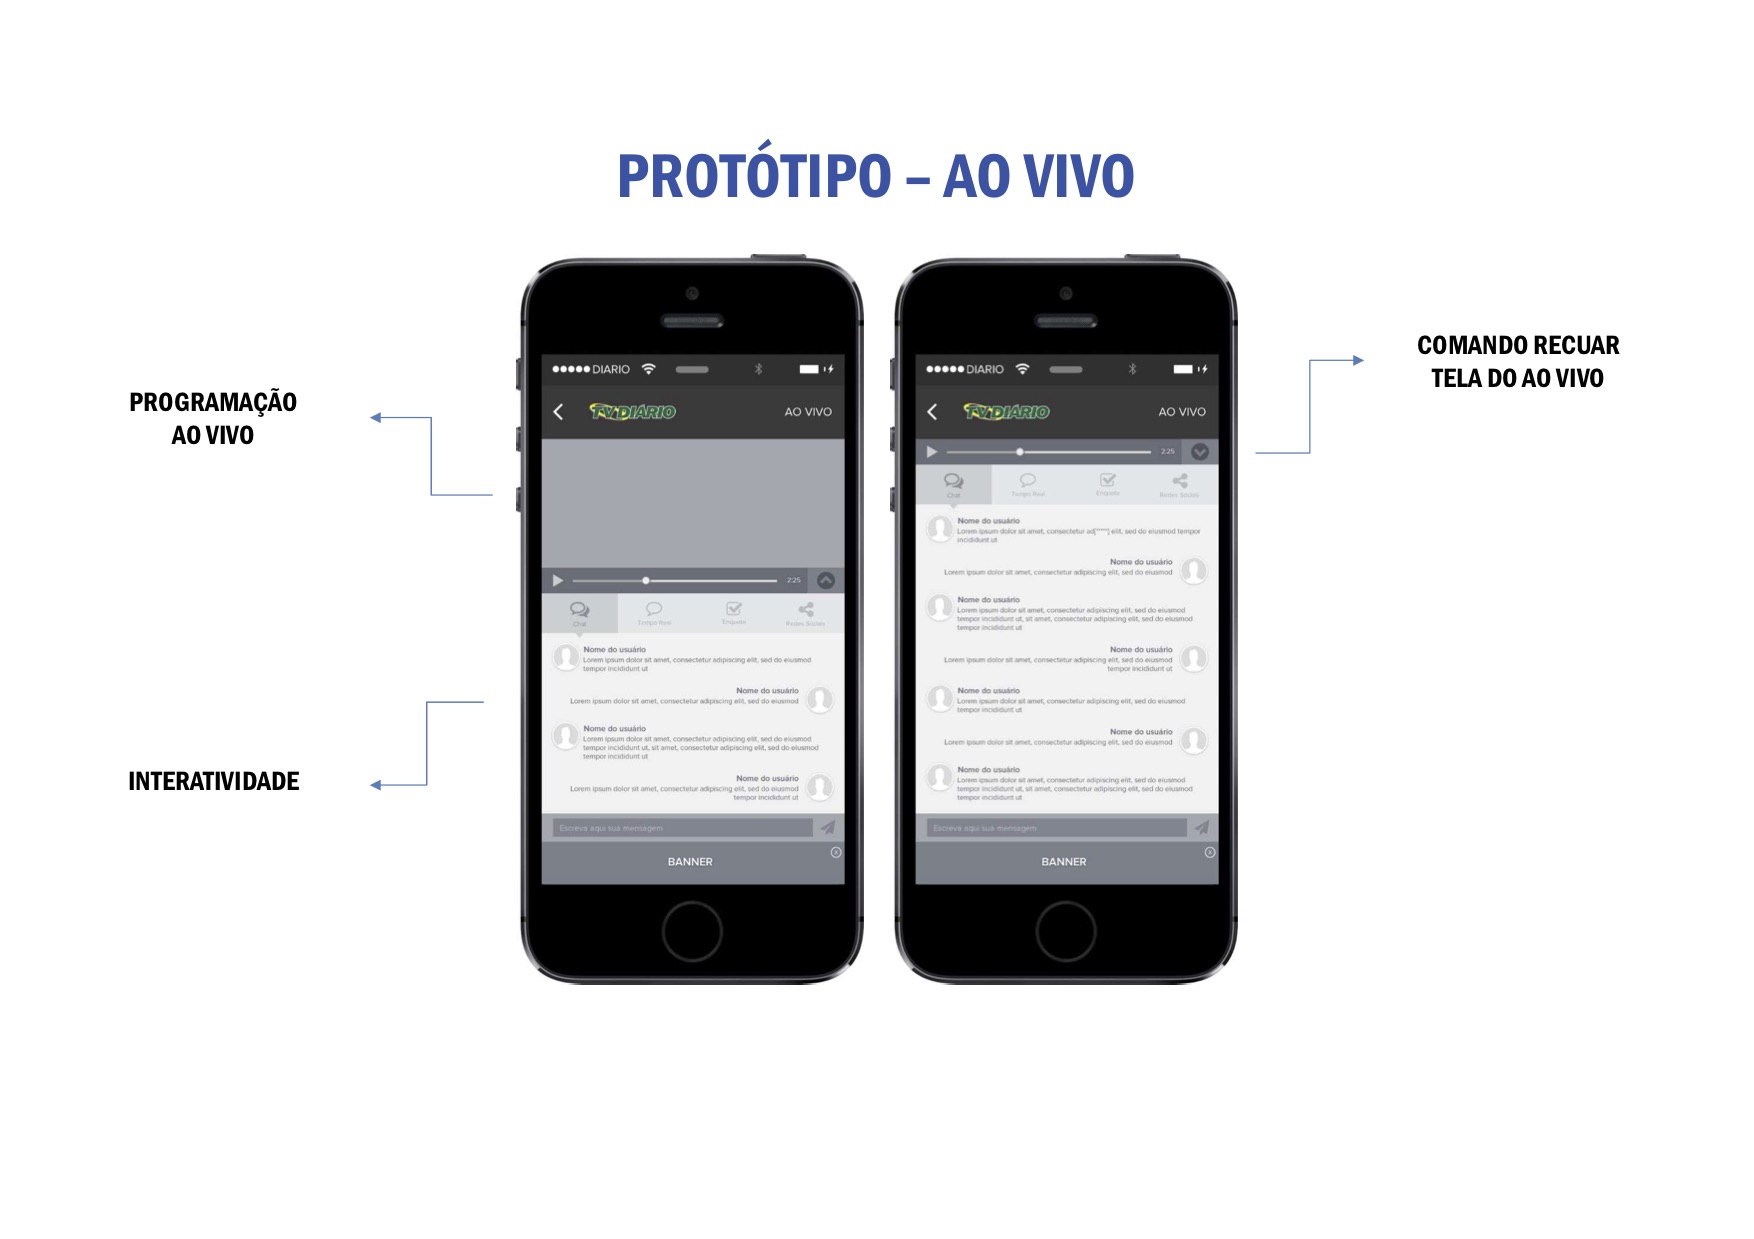 PROTÓTIPO – AO VIVO
PROGRAMAÇÃO
AO VIVO
INTERATIVIDADE
DIARIO
TV DIÁRIO
AO VIVO
2:25
Chat
Tempo Real
Enquete
Redes Sociais
Nome do usuário
Lorem ipsum dolor sit amet, consectetur adipiscing elit, sed do eiusmod
tempor incididunt ut
Nome do usuário
Lorem ipsum dolor sit amet, consectetur adipiscing elit, sed do eiusmod
Nome do usuário
Lorem ipsum dolor sit amet, consectetur adipiscing elit, sed do eiusmod
tempor incididunt ut, sit amet, consectetur adipiscing elit, sed do eiusmod
tempor incididunt ut
Nome do usuário
Lorem ipsum dolor sit amet, consectetur adipiscing elit, sed do eiusmod
tempor incididunt ut
Escreva aqui sua mensagem
BANNER
DIARIO
TV DIÁRIO
AO VIVO
2:25
Chat
Tempo Real
Enquete
Redes Sociais
Nome do usuário
Lorem ipsum dolor sit amet, consectetur ad[*****] elit, sed do eiusmod tempor
incididunt ut
Nome do usuário
Lorem ipsum dolor sit amet, consectetur adipiscing elit, sed do eiusmod
Nome do usuário
Lorem ipsum dolor sit amet, consectetur adipiscing elit, sed do eiusmod
tempor incididunt ut, sit amet, consectetur adipiscing elit, sed do eiusmod
tempor incididunt ut
Nome do usuário
Lorem ipsum dolor sit amet, consectetur adipiscing elit, sed do eiusmod
tempor incididunt ut
Nome do usuário
Lorem ipsum dolor sit amet, consectetur adipiscing elit, sed do eiusmod
tempor incididunt ut
Nome do usuário
Lorem ipsum dolor sit amet, consectetur adipiscing elit, sed do eiusmod
Nome do usuário
Lorem ipsum dolor sit amet, consectetur adipiscing elit, sed do eiusmod
tempor incididunt ut, sit amet, consectetur adipiscing elit, sed do eiusmod
tempor incididunt ut
Escreva aqui sua mensagem
BANNER
COMANDO RECUAR
TELA DO AO VIVO